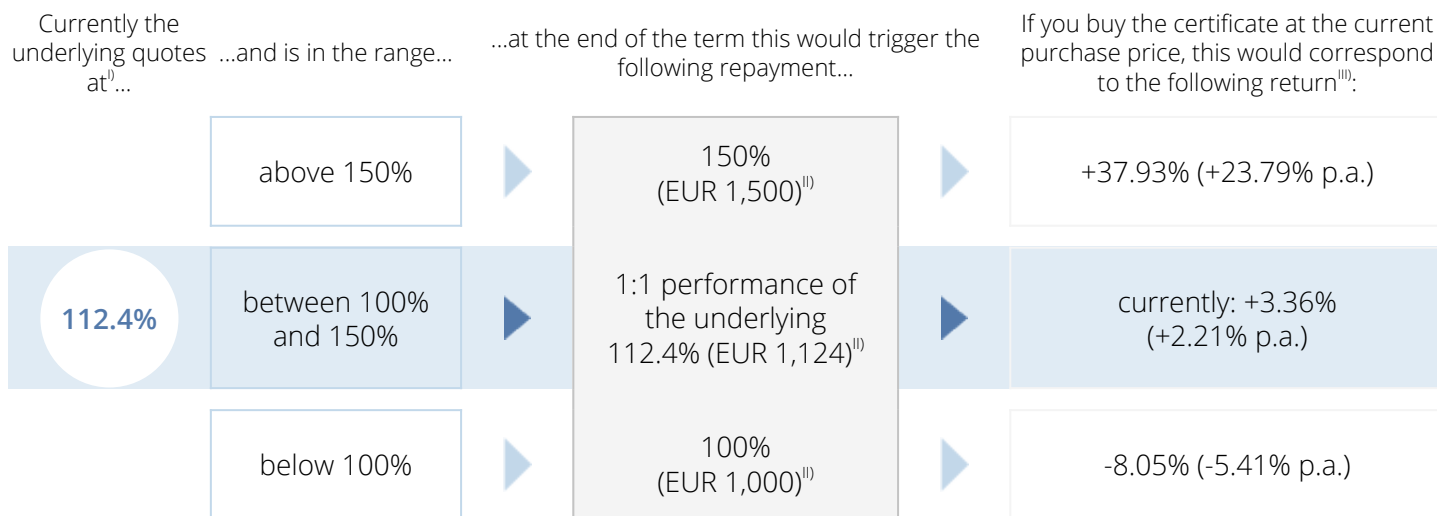 Currently the
underlying quotes
at^I)...
...and is in the range...
...at the end of the term this would trigger the
following repayment...
If you buy the certificate at the current
purchase price, this would correspond
to the following return^III):
above 150%
150%
(EUR 1,500)^II)
+37.93% (+23.79% p.a.)
112.4%
between 100%
and 150%
1:1 performance of
the underlying
112.4% (EUR 1,124)^II)
currently: +3.36%
(+2.21% p.a.)
below 100%
100%
(EUR 1,000)^II)
-8.05% (-5.41% p.a.)